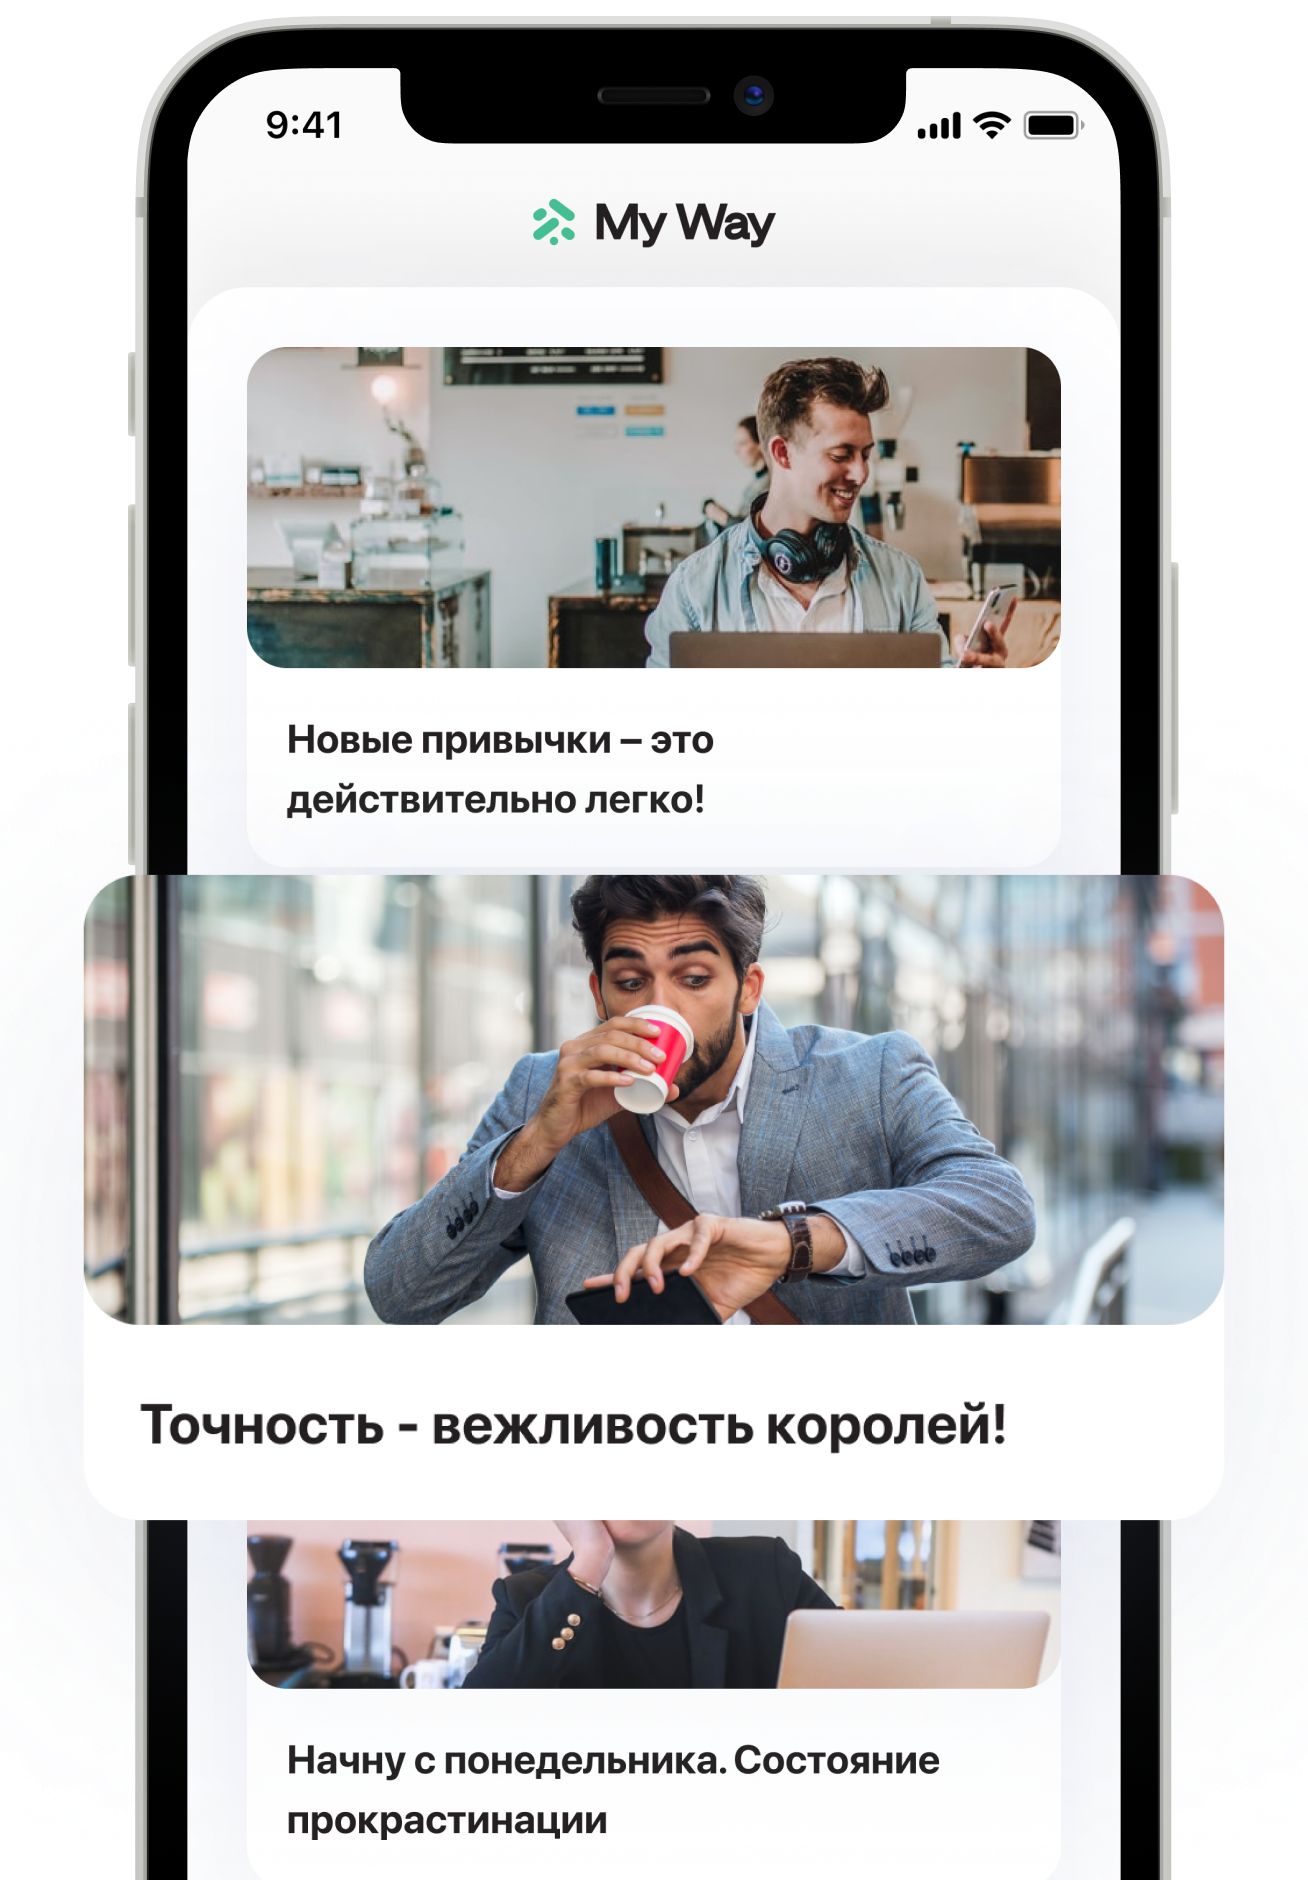 9:41
My Way
Новые привычки – это
действительно легко!
Точность - вежливость королей!
Начну с понедельника. Состояние
прокрастинации